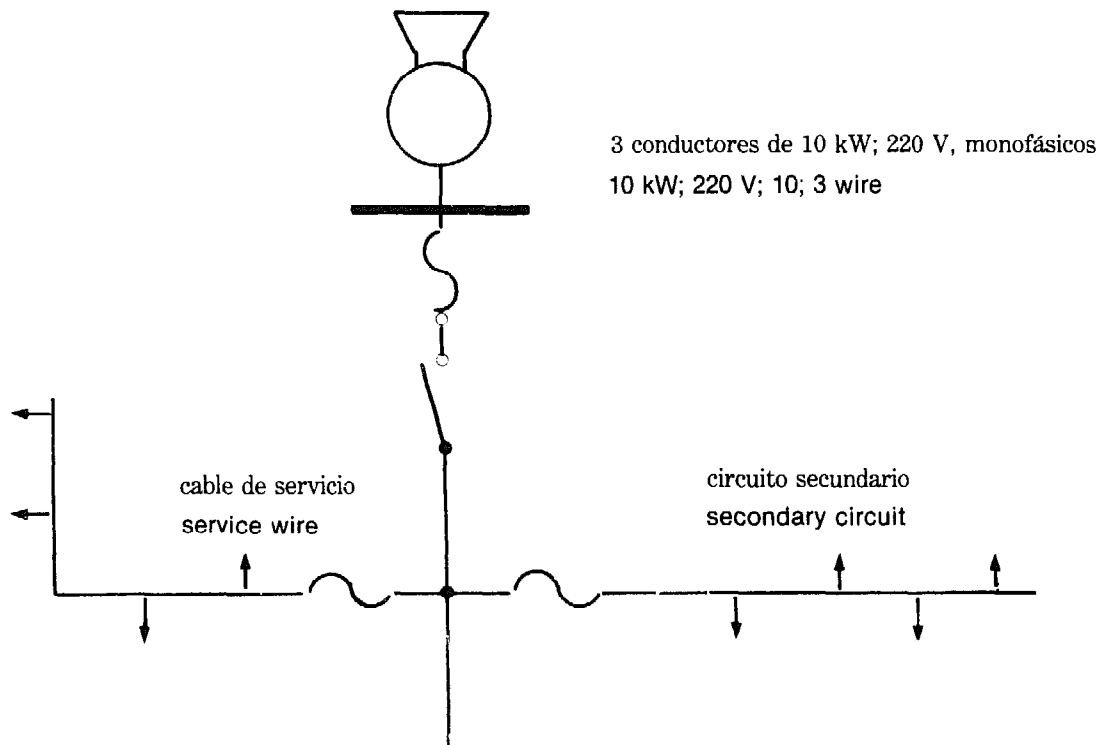 3 conductores de 10 kW; 220 V, monofásicos
10 kW; 220 V; 10; 3 wire
cable de servicio
service wire
circuito secundario
secondary circuit